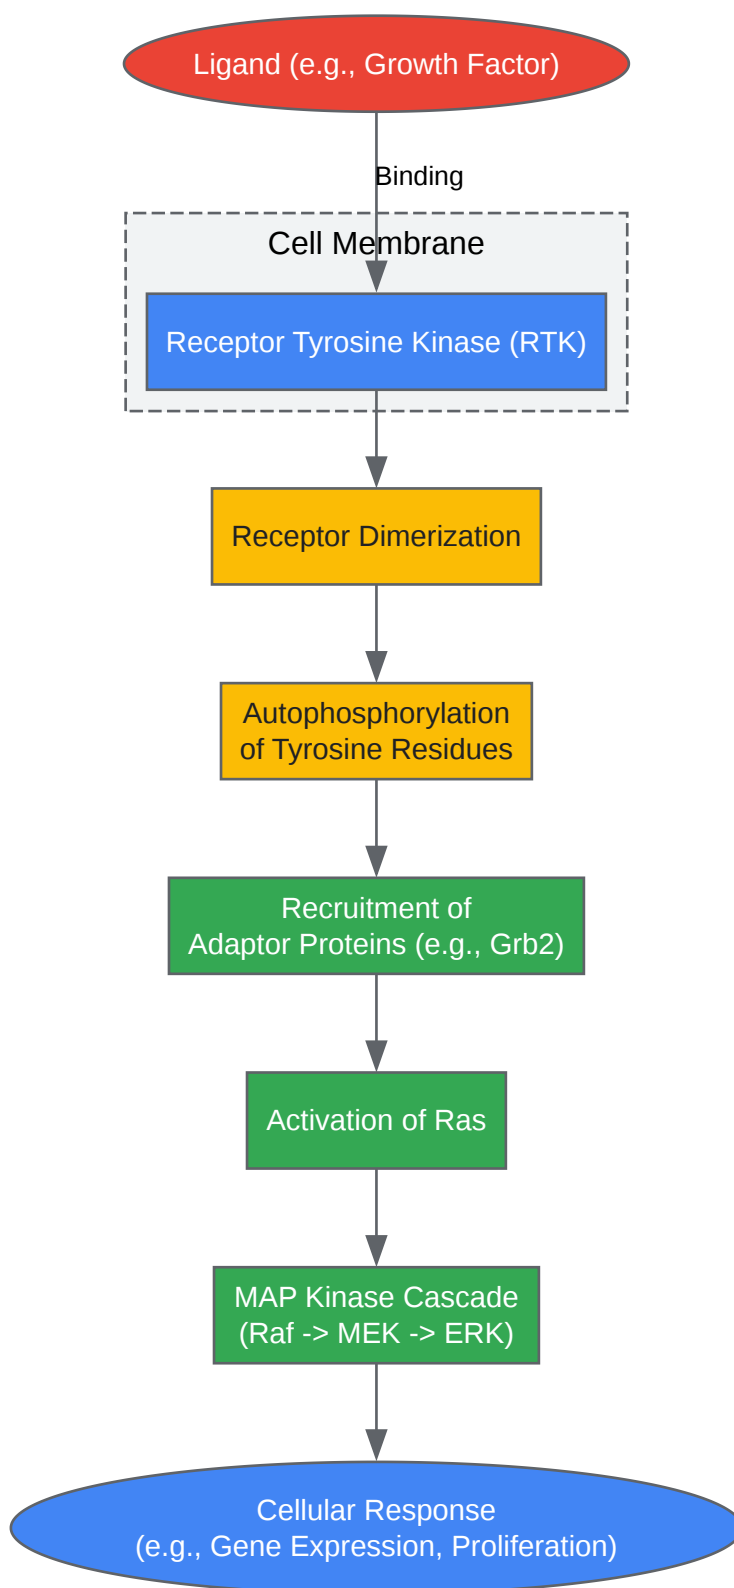 Ligand (e.g., Growth Factor)
Binding
Cell Membrane
Receptor Tyrosine Kinase (RTK)
Receptor Dimerization
Autophosphorylation
of Tyrosine Residues
Recruitment of
Adaptor Proteins (e.g., Grb2)
Activation of Ras
MAP Kinase Cascade
(Raf -> MEK -> ERK)
Cellular Response
(e.g., Gene Expression, Proliferation)